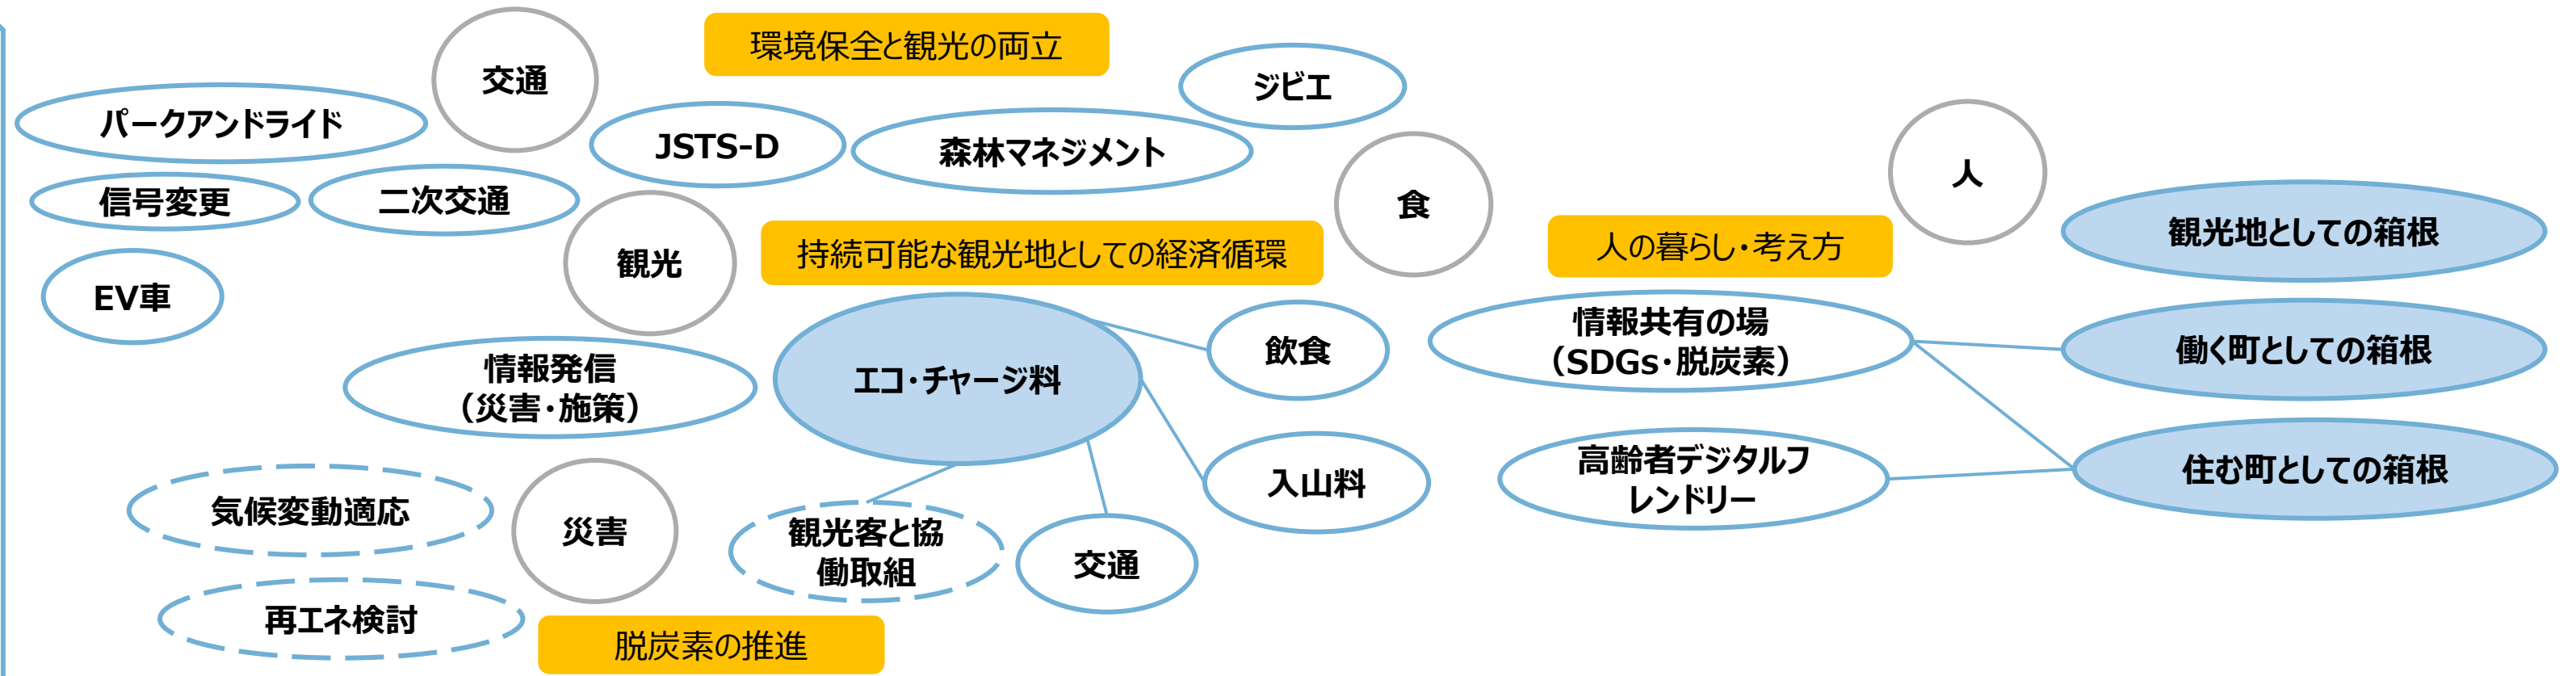 環境保全と観光の両立
交通
ジビエ
パークアンドライド
JSTS-D
森林マネジメント
人
信号変更
二次交通
食
観光地としての箱根
観光
持続可能な観光地としての経済循環
人の暮らし・考え方
EV車
情報共有の場
（SDGs・脱炭素）
飲食
働く町としての箱根
情報発信
（災害・施策）
エコ・チャージ料
高齢者デジタルフ
レンドリー
住む町としての箱根
入山料
気候変動適応
災害
観光客と協
働取組
交通
再エネ検討
脱炭素の推進